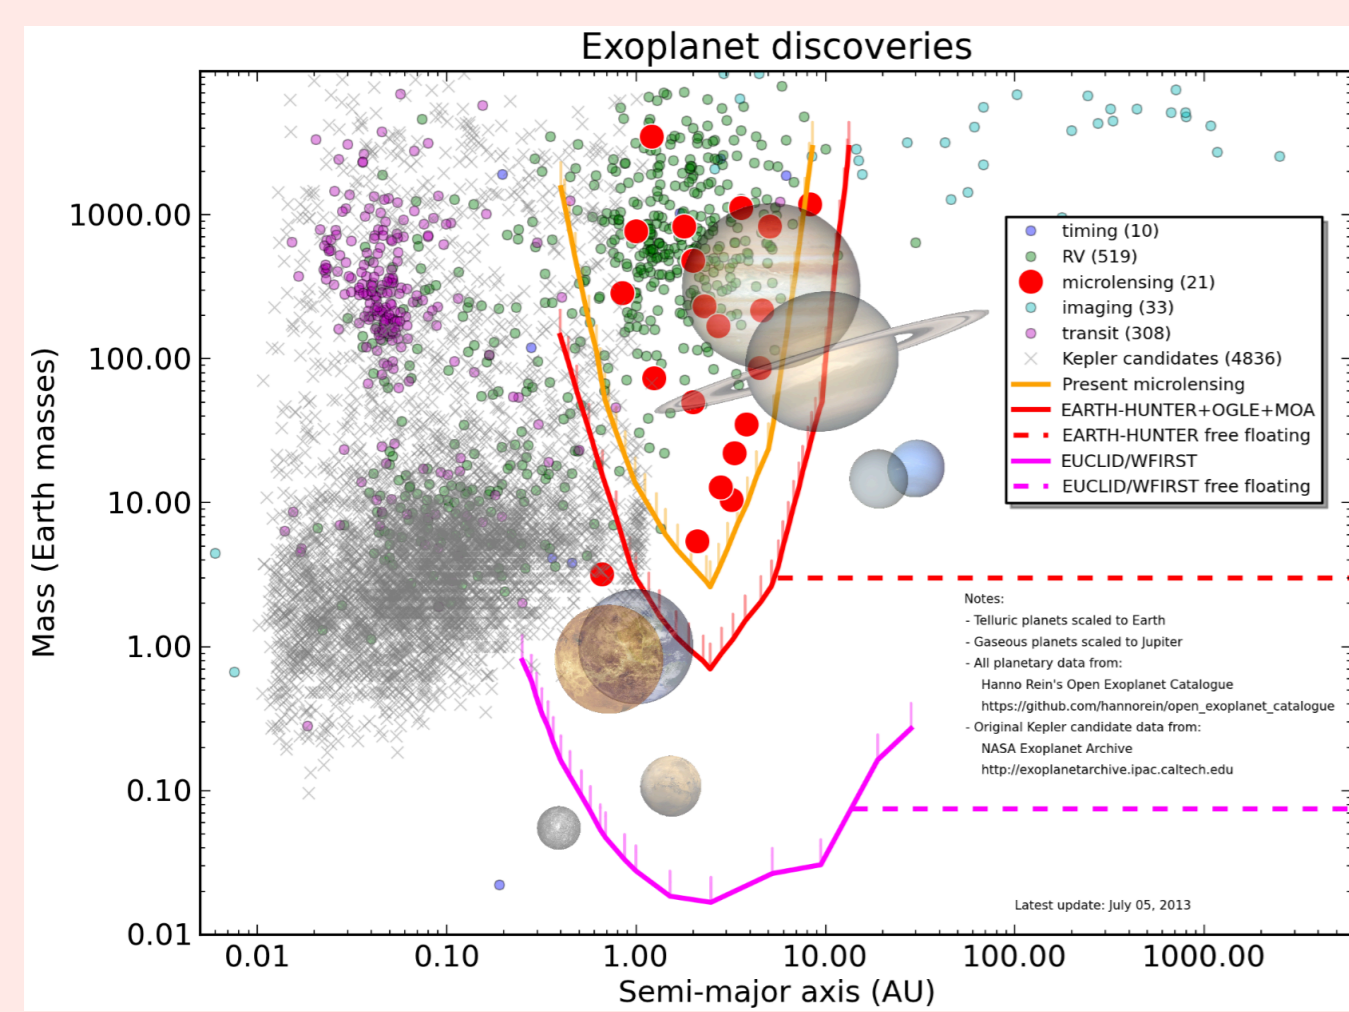 Exoplanet discoveries
Mass (Earth masses)
1000.00
100.00
10.00
1.00
0.10
0.01
timing (10)
RV (519)
microlensing (21)
imaging (33)
transit (308)
Kepler candidates (4836)
Present microlensing
EARTH-HUNTER+OGLE+MOA
EARTH-HUNTER free floating
EUCLID/WFIRST
EUCLID/WFIRST free floating
Notes:
- Telluric planets scaled to Earth
- Gaseous planets scaled to Jupiter
- All planetary data from:
Hanno Rein's Open Exoplanet Catalogue
https://github.com/hannorein/open_exoplanet_catalogue
- Original Kepler candidate data from:
NASA Exoplanet Archive
http://exoplanetarchive.ipac.caltech.edu
Latest update: July 05, 2013
0.01 0.10 1.00 10.00 100.00 1000.00
Semi-major axis (AU)